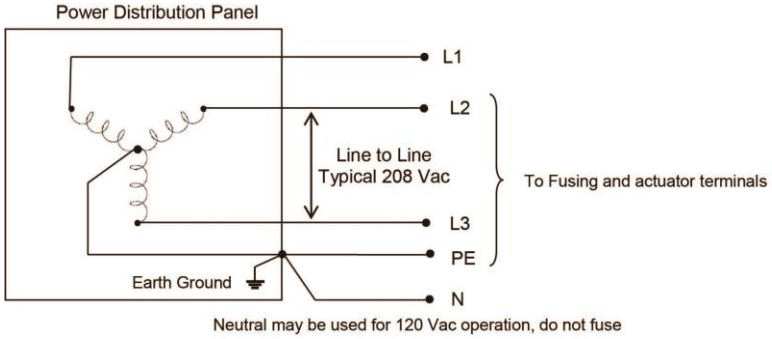 Power Distribution Panel
L1
L2
Line to Line
Typical 208 Vac
To Fusing and actuator terminals
L3
PE
Earth Ground
N
Neutral may be used for 120 Vac operation, do not fuse